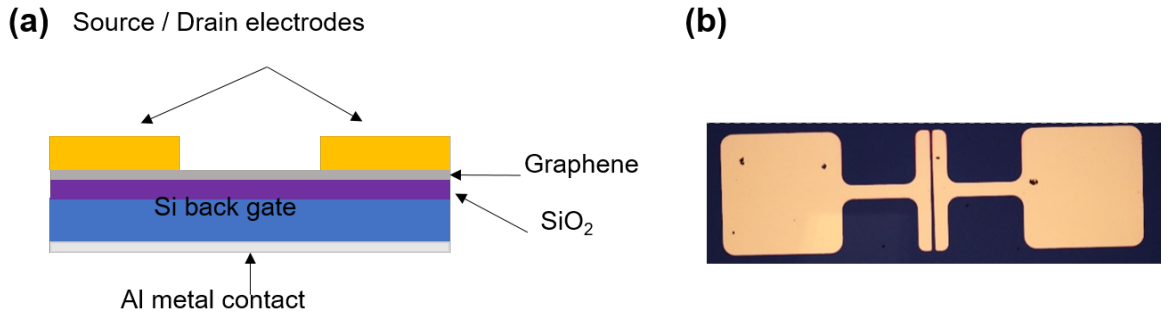 (a) Source / Drain electrodes
(b)
Graphene
Si back gate
SiO₂
Al metal contact